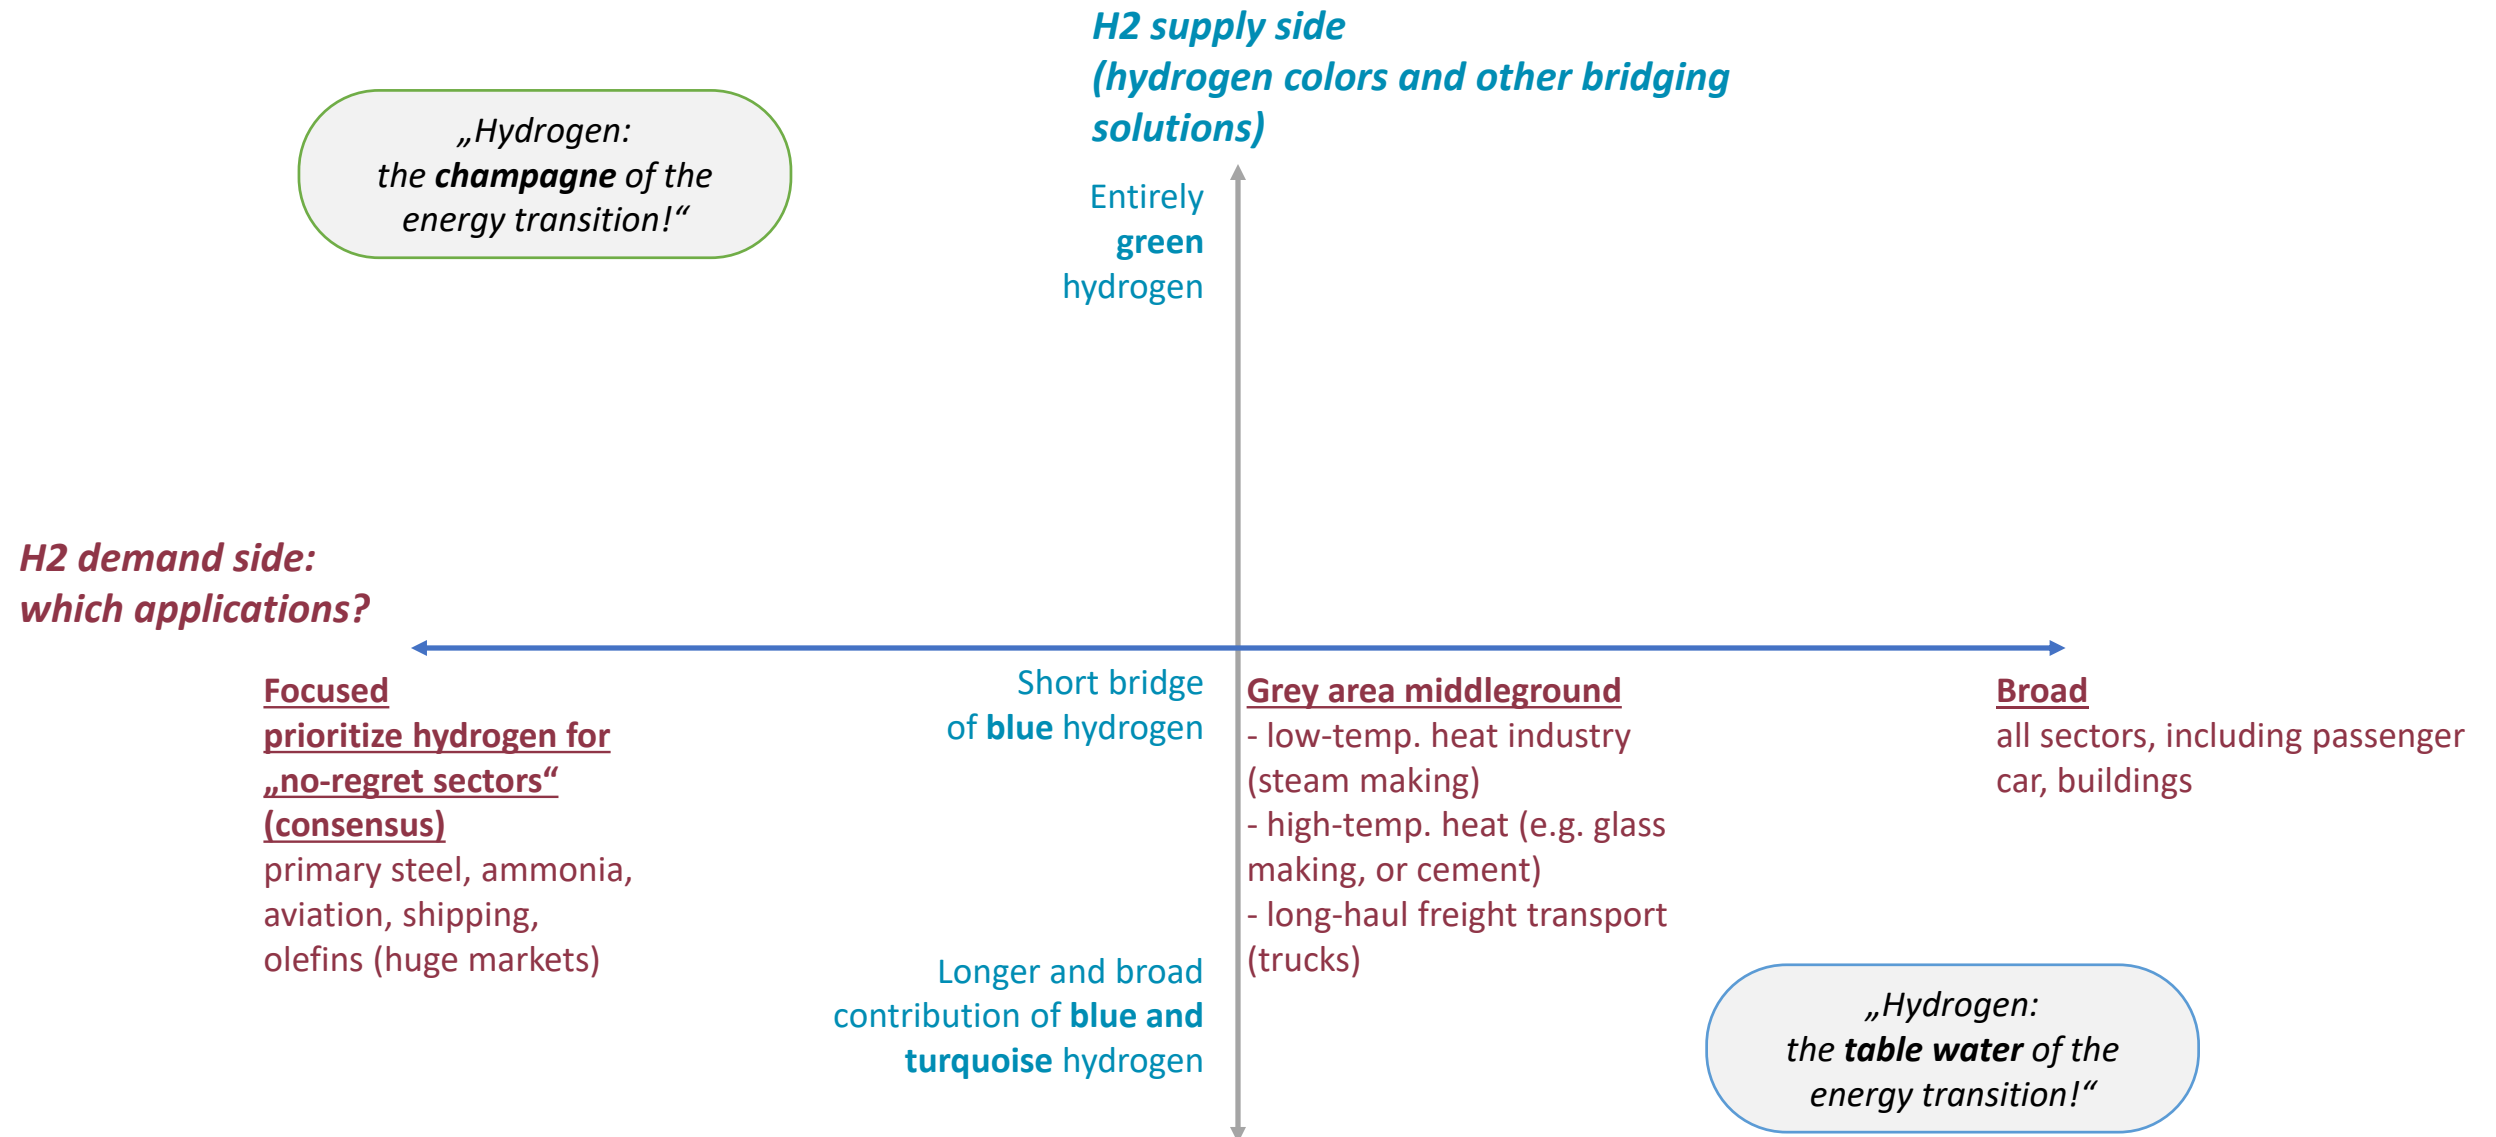 H2 supply side
(hydrogen colors and other bridging
solutions)
„Hydrogen:
the champagne of the
energy transition!“
Entirely
green
hydrogen
H2 demand side:
which applications?
Focused
prioritize hydrogen for
„no-regret sectors“
(consensus)
primary steel, ammonia,
aviation, shipping,
olefins (huge markets)
Short bridge
of blue hydrogen
Longer and broad
contribution of blue and
turquoise hydrogen
Grey area middleground
- low-temp. heat industry
(steam making)
- high-temp. heat (e.g. glass
making, or cement)
- long-haul freight transport
(trucks)
Broad
all sectors, including passenger
car, buildings
„Hydrogen:
the table water of the
energy transition!“